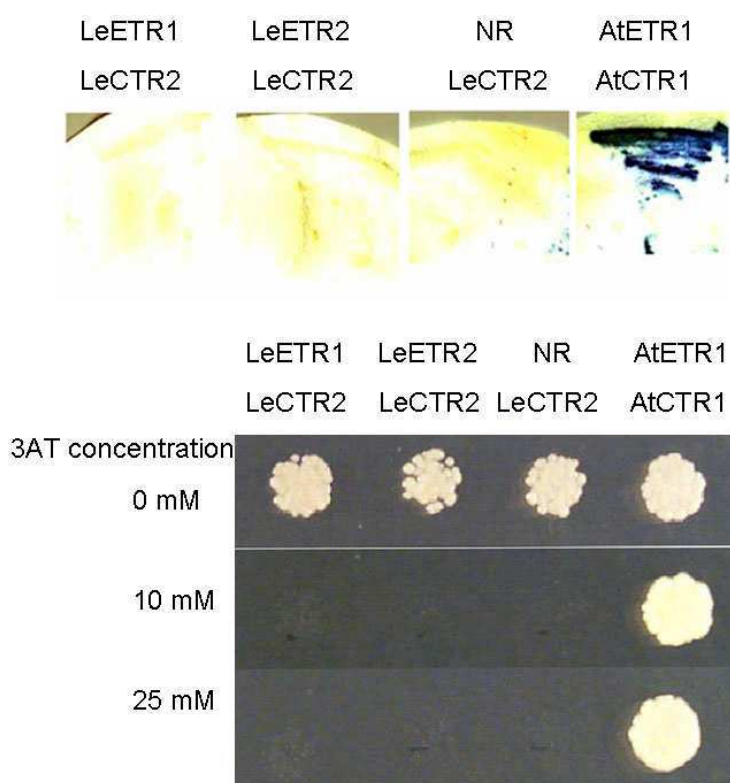 LeETR1 LeETR2 NR AtETR1
LeCTR2 LeCTR2 LeCTR2 AtCTR1
LeETR1 LeETR2 NR AtETR1
LeCTR2 LeCTR2 LeCTR2 AtCTR1
3AT concentration
0 mM
10 mM
25 mM